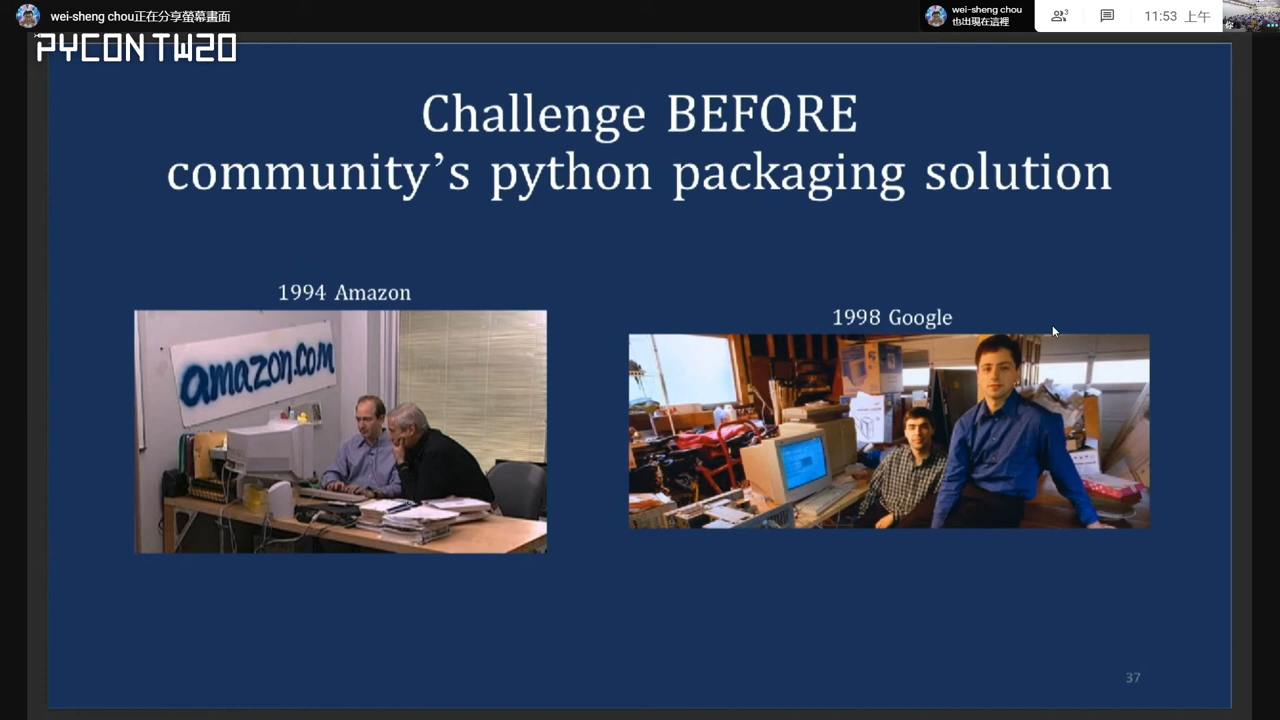 wei-sheng chou正在分享螢幕畫面
wei-sheng chou
也出現在這裡
3
11:53 上午
你
PYCON TW20
Challenge BEFORE
community’s python packaging solution
1994 Amazon
amazon.com
1998 Google
37